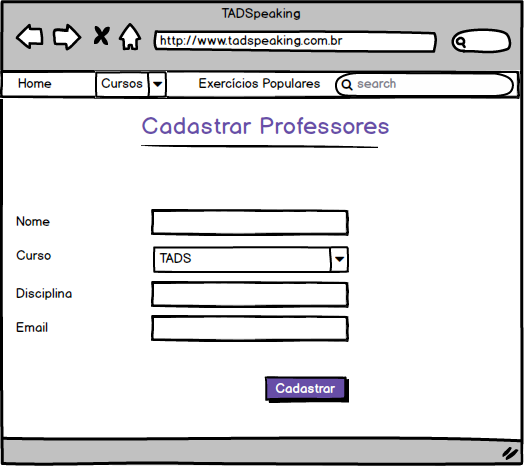 TADSpeaking
http://www.tadspeaking.com.br
Home Cursos Exercícios Populares search
Cadastrar Professores
Nome
Curso TADS
Disciplina
Email
Cadastrar